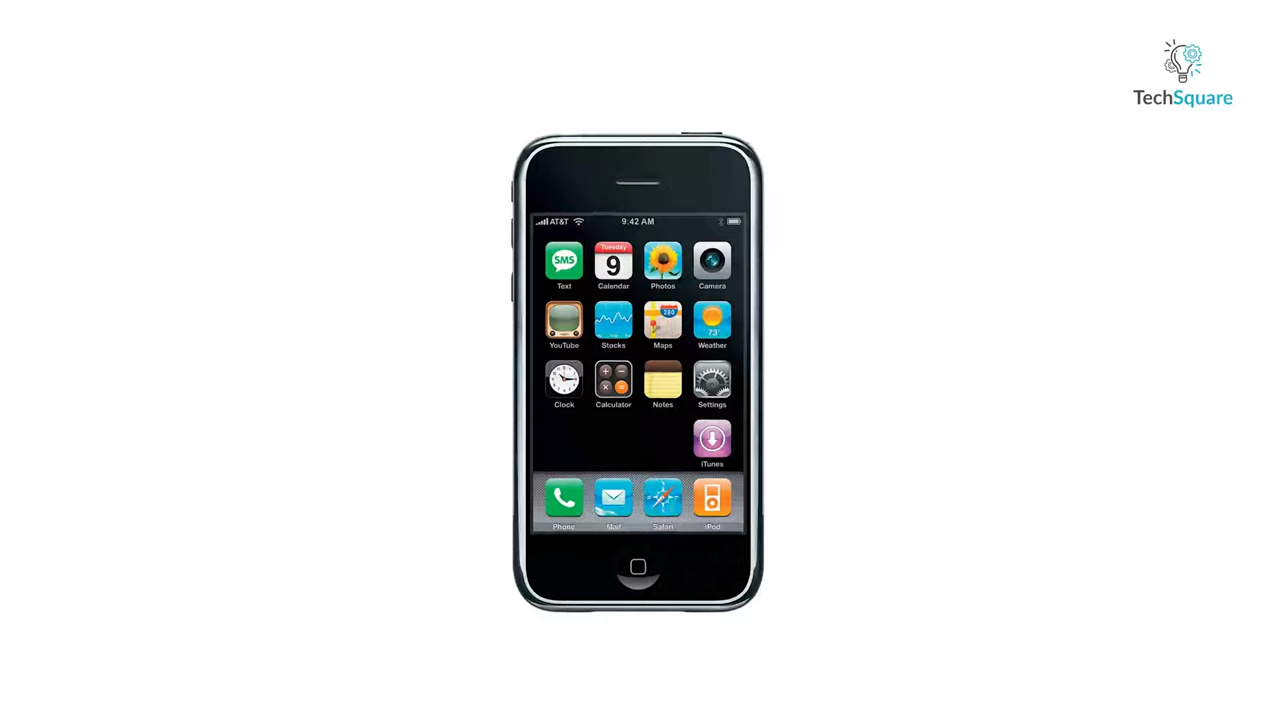 TechSquare
AT&T 9:42 AM
SMS
Tuesday
9
Text Calendar Photos Camera
280
73°
YouTube Stocks Maps Weather
Clock Calculator Notes Settings
iTunes
Phone Mail Safari iPod